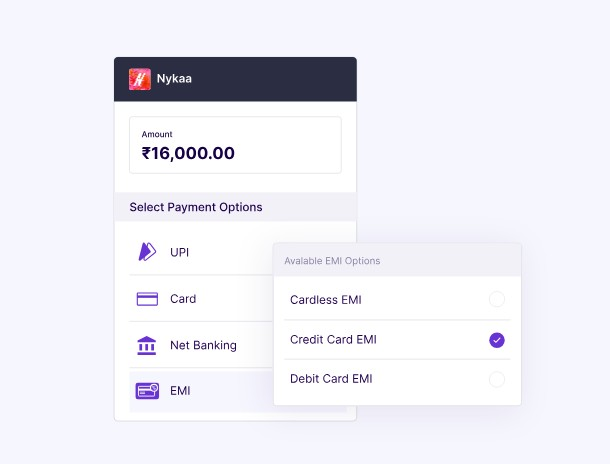 Nykaa
Amount
₹16,000.00
Select Payment Options
UPI
Card
Net Banking
EMI
Avalable EMI Options
Cardless EMI
Credit Card EMI
Debit Card EMI